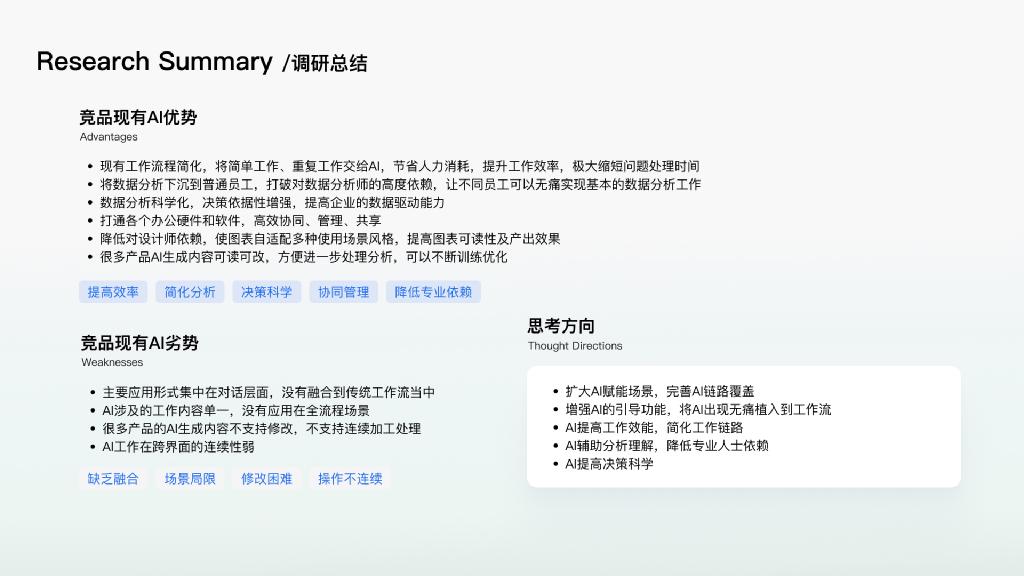 Research Summary /调研总结
竞品现有AI优势
Advantages
• 现有工作流程简化，将简单工作、重复工作交给AI，节省人力消耗，提升工作效率，极大缩短问题处理时间
• 将数据分析下沉到普通员工，打破对数据分析师的高度依赖，让不同员工可以无痛实现基本的数据分析工作
• 数据分析科学化，决策依据性增强，提高企业的数据驱动能力
• 打通各个办公硬件和软件，高效协同、管理、共享
• 降低对设计师依赖，使图表自适配多种使用场景风格，提高图表可读性及产出效果
• 很多产品AI生成内容可读可改，方便进一步处理分析，可以不断训练优化
提高效率 简化分析 决策科学 协同管理 降低专业依赖
竞品现有AI劣势
Weaknesses
• 主要应用形式集中在对话层面，没有融合到传统工作流当中
• AI涉及的工作内容单一，没有应用在全流程场景
• 很多产品的AI生成内容不支持修改，不支持连续加工处理
• AI工作在跨界面的连续性弱
缺乏融合 场景局限 修改困难 操作不连续
思考方向
Thought Directions
• 扩大AI赋能场景，完善AI链路覆盖
• 增强AI的引导功能，将AI出现无痛植入到工作流
• AI提高工作效能，简化工作链路
• AI辅助分析理解，降低专业人士依赖
• AI提高决策科学